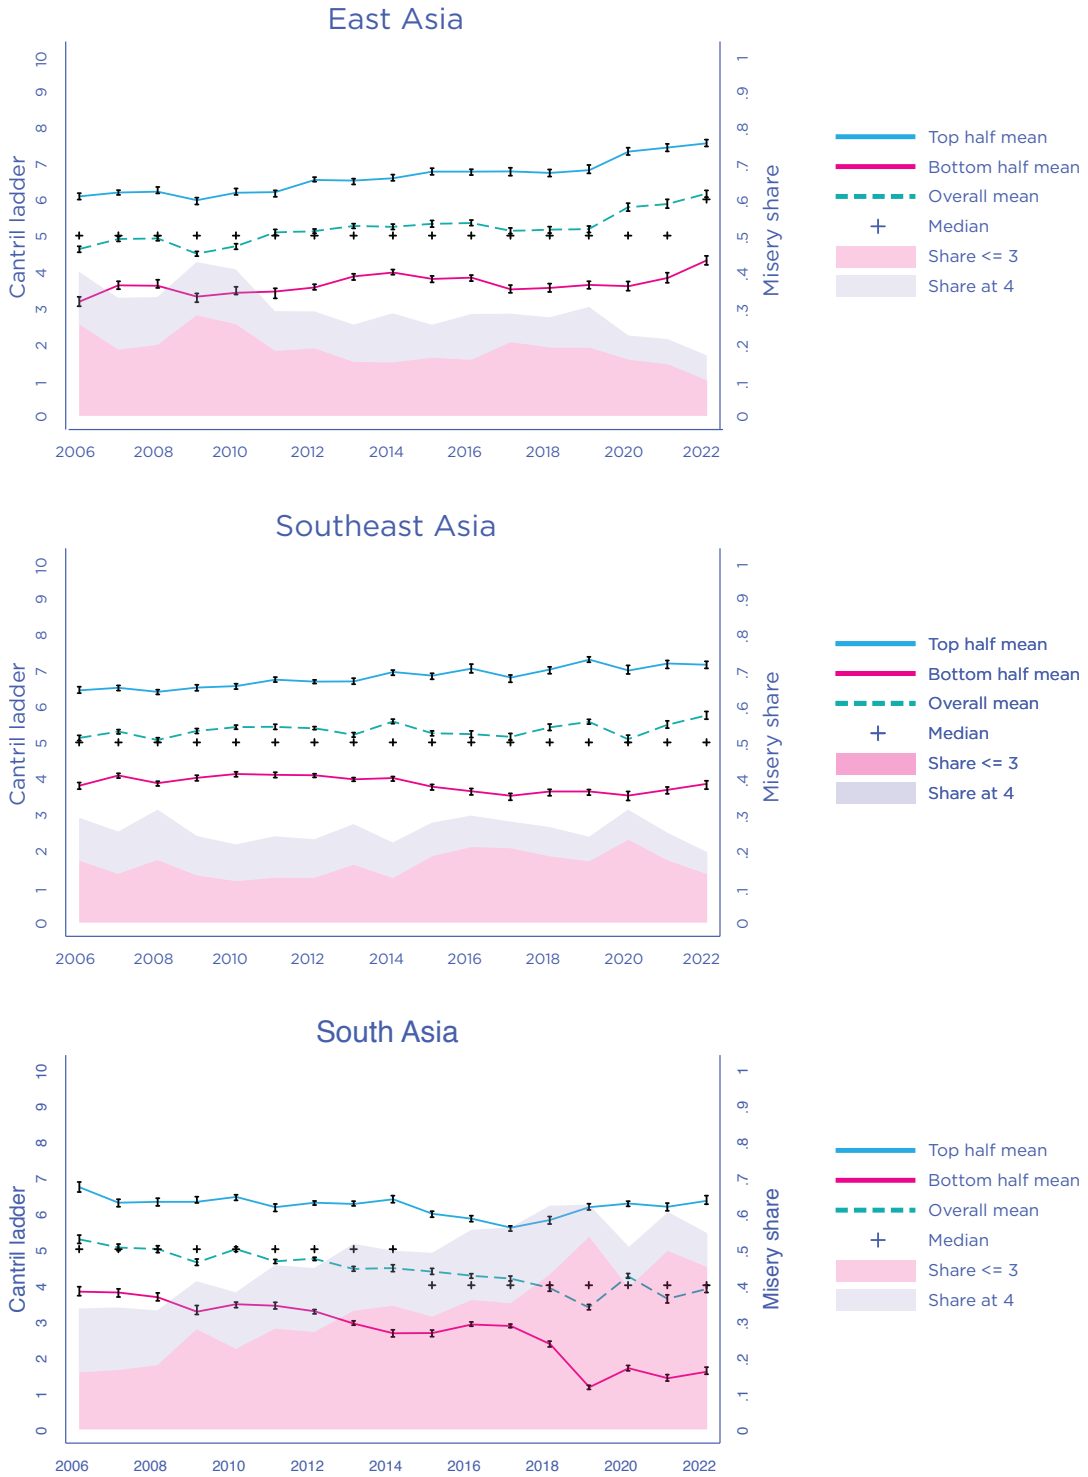 East Asia
Cantril ladder
0 1 2 3 4 5 6 7 8 9 10
Misery share
0 .1 .2 .3 .4 .5 .6 .7 .8 .9 1
2006 2008 2010 2012 2014 2016 2018 2020 2022
Top half mean
Bottom half mean
Overall mean
Median
Share <= 3
Share at 4
Southeast Asia
Cantril ladder
0 1 2 3 4 5 6 7 8 9 10
Misery share
0 .1 .2 .3 .4 .5 .6 .7 .8 .9 1
2006 2008 2010 2012 2014 2016 2018 2020 2022
Top half mean
Bottom half mean
Overall mean
Median
Share <= 3
Share at 4
South Asia
Cantril ladder
0 1 2 3 4 5 6 7 8 9 10
Misery share
0 .1 .2 .3 .4 .5 .6 .7 .8 .9 1
2006 2008 2010 2012 2014 2016 2018 2020 2022
Top half mean
Bottom half mean
Overall mean
Median
Share <= 3
Share at 4